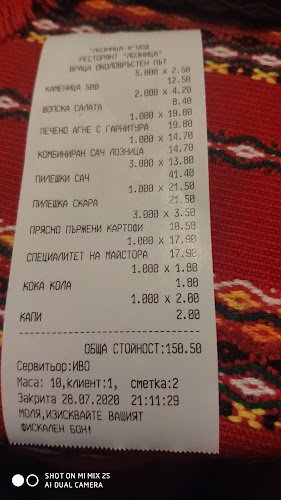 "ЛОЗНИЦА-9"ООД
РЕСТОРАНТ "ЛОЗНИЦА"
ВРАЦА ОКОЛОВРЪСТЕН ПЪТ
5.000 x 2.50
КАМЕНИЦА 500 12.50
2.000 x 4.20
ШОПСКА САЛАТА 8.40
1.000 x 19.80
ПЕЧЕНО АГНЕ С ГАРНИТУРА 19.80
1.000 x 14.70
КОМБИНИРАН САЧ ЛОЗНИЦА 14.70
3.000 x 13.80
ПИЛЕШКИ САЧ 41.40
1.000 x 21.50
ПИЛЕШКА СКАРА 21.50
3.000 x 3.50
ПРЯСНО ПЪРЖЕНИ КАРТОФИ 10.50
1.000 x 17.90
СПЕЦИАЛИТЕТ НА МАЙСТОРА 17.90
1.000 x 1.80
КОКА КОЛА 1.80
1.000 x 2.00
КАПИ 2.00
ОБЩА СТОЙНОСТ:150.50
Сервитьор:ИВО
Маса: 10,клиент:1, сметка:2
Закрита 28.07.2020 21:11:29
МОЛЯ,ИЗИСКВАЙТЕ ВАШИЯТ
ФИСКАЛЕН БОН!
SHOT ON MI MIX 2S
AI DUAL CAMERA